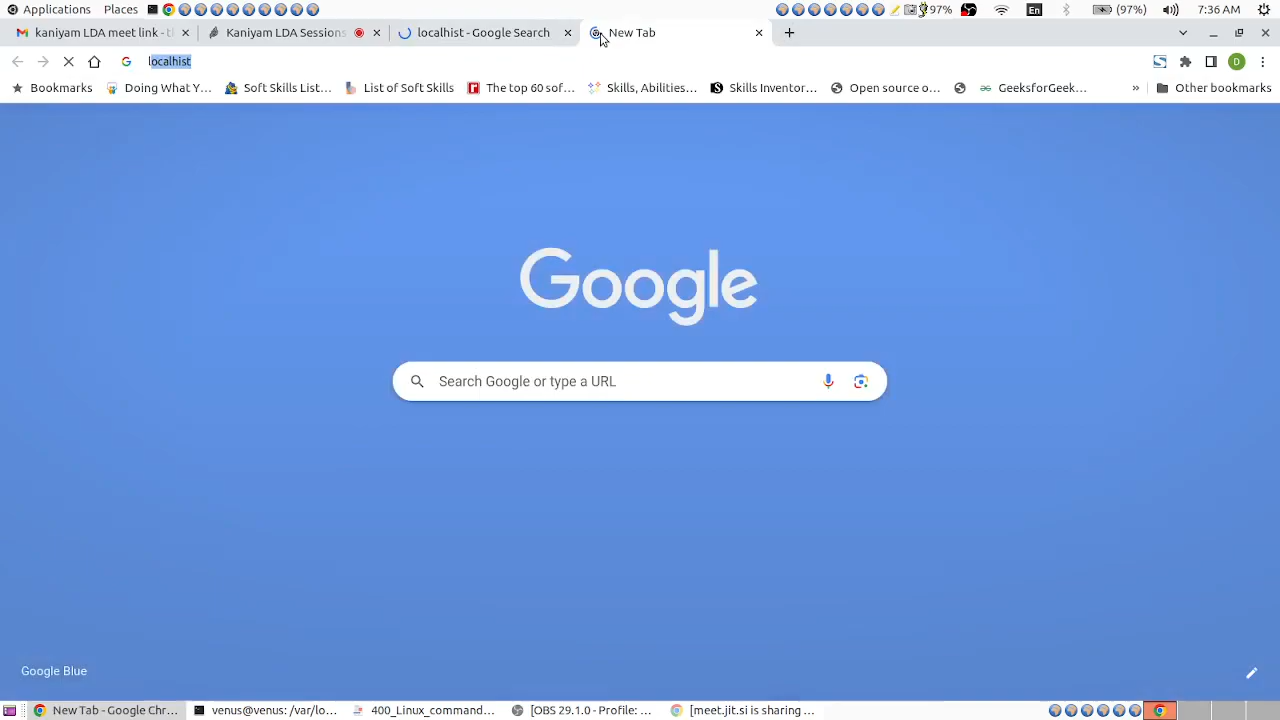 Applications Places 97% En (97%) 7:36 AM
kaniyam LDA meet link - t Kaniyam LDA Sessions localhist - Google Search New Tab
localhist D
Bookmarks Doing What Y... Soft Skills List... List of Soft Skills The top 60 sof... Skills, Abilities,... Skills Inventor... Open source o... GeeksforGeek... » Other bookmarks
Google
Search Google or type a URL
Google Blue
New Tab - Google Chr... venus@venus: /var/lo... 400_Linux_command... [OBS 29.1.0 - Profile: ... [meet.jit.si is sharing ...